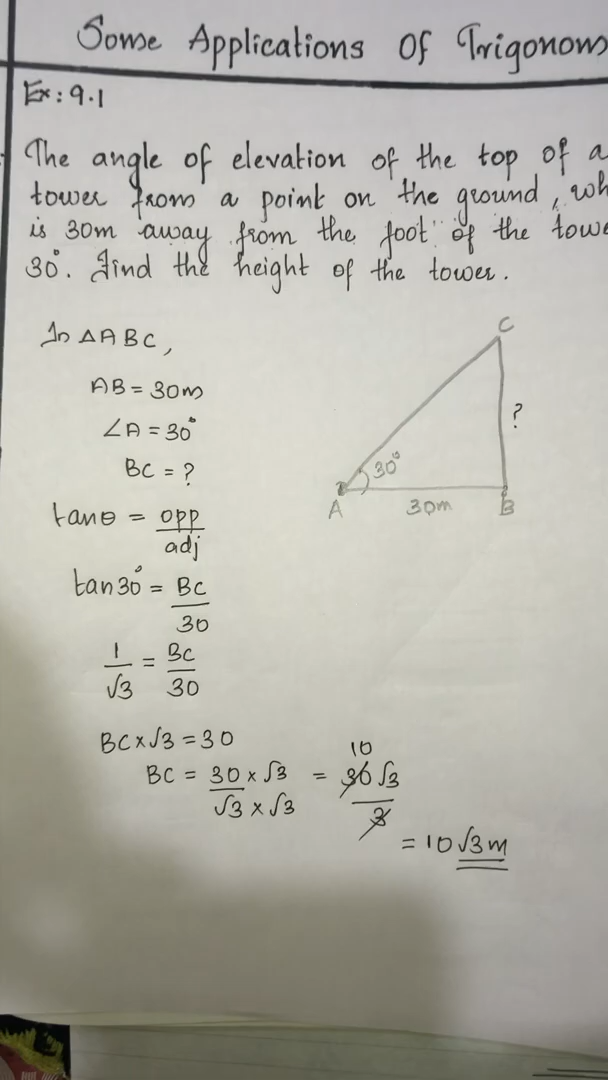 Some Applications Of Trigonom
Ex: 9.1
The angle of elevation of the top of a
tower from a point on the ground, wh
is 30m away from the foot of the towe
30°. Find the height of the tower.
In △ABC,
AB = 30m
∠A = 30°
BC = ?
tanθ = opp/adj
tan30° = BC/30
1/√3 = BC/30
BC×√3 = 30
BC = 30×√3/√3×√3 = 30√3/3
10
= 10√3m
C
?
30°
A
30m
B